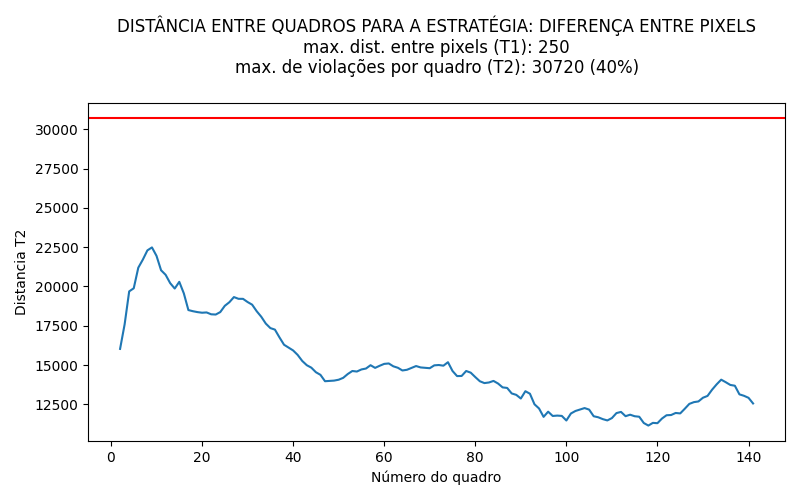 DISTÂNCIA ENTRE QUADROS PARA A ESTRATÉGIA: DIFERENÇA ENTRE PIXELS
max. dist. entre pixels (T1): 250
max. de violações por quadro (T2): 30720 (40%)
30000
27500
25000
22500
20000
17500
15000
12500
Distancia T2
0 20 40 60 80 100 120 140
Número do quadro